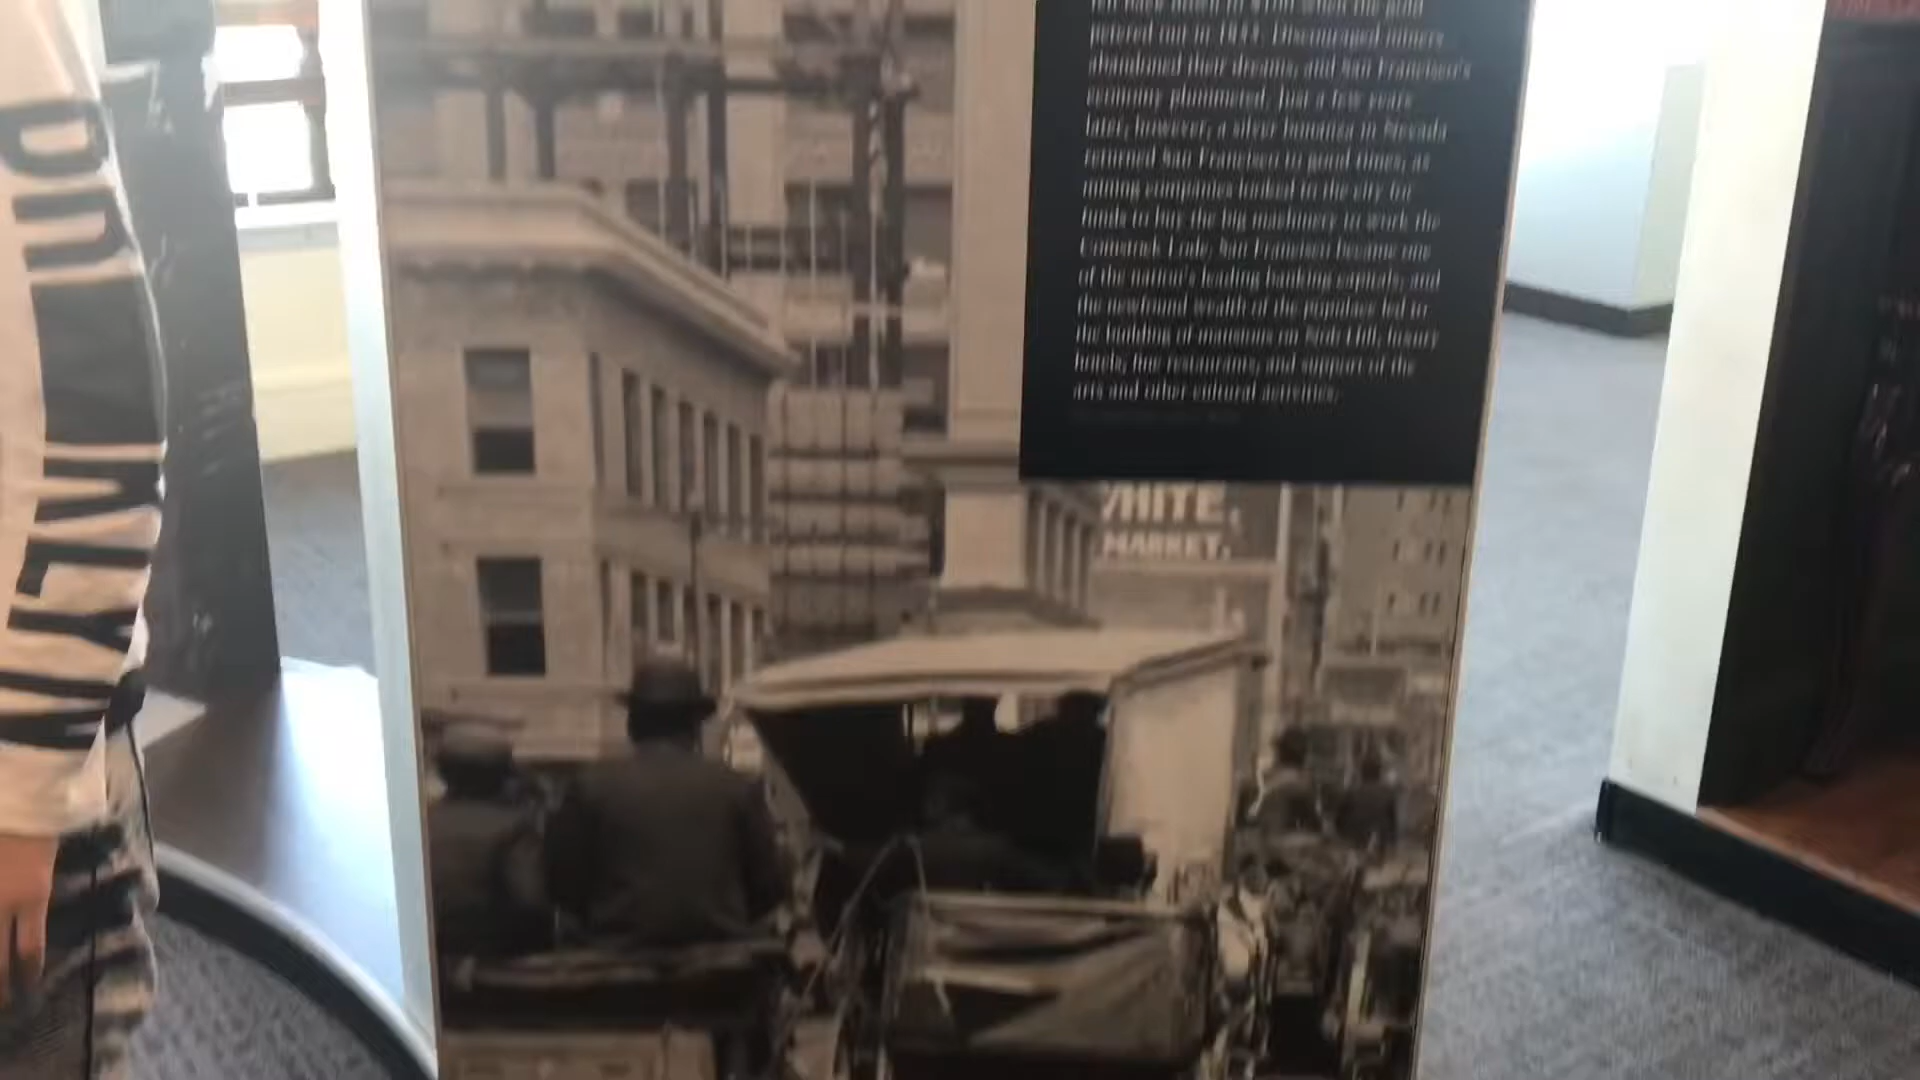 abandoned their dreams, and San Francisco's
economy plummeted. Just a few years
later, however, a silver bonanza in Nevada
returned San Francisco to good times, as
mining companies looked to the city for
funds to buy the big machinery to work the
Comstock Lode. San Francisco became one
of the nation's leading banking capitals, and
the newfound wealth of the populace led to
the building of mansions on Nob Hill, luxury
hotels, fine restaurants, and support of the
arts and other cultural activities.
WHITE.
MARKET.